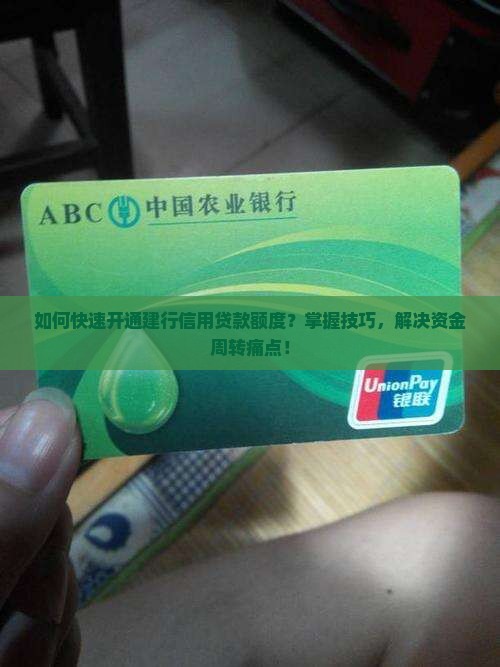 ABC 中国农业银行
如何快速开通建行信用贷款额度？掌握技巧，解决资金
周转痛点！
UnionPay
银联